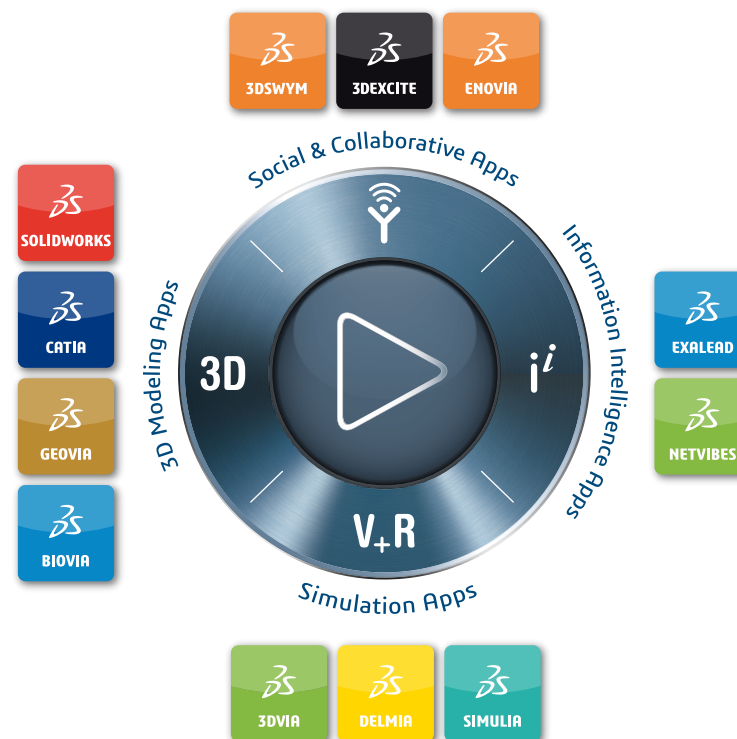 3DSWYM
3DEXCITE
ENOVIA
Social & Collaborative Apps
SOLIDWORKS
CATIA
GEOVIA
BIOVIA
3D Modeling Apps
3D
i i
V+R
Information Intelligence Apps
EXALEAD
NETVIBES
Simulation Apps
3DVIA
DELMIA
SIMULIA